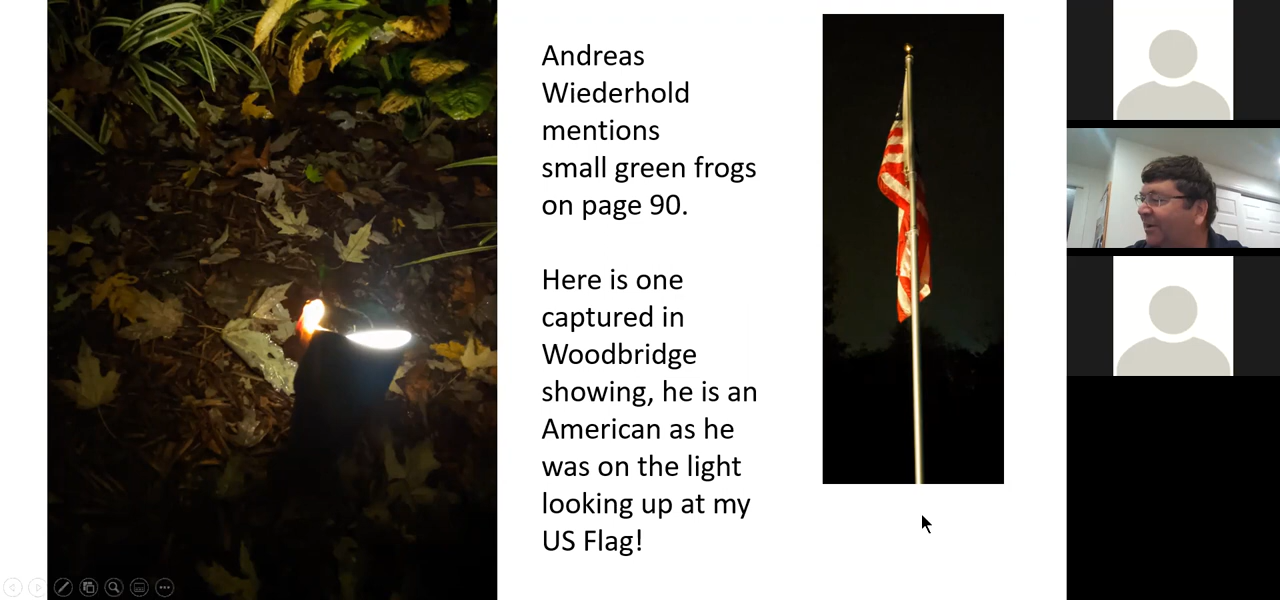 Andreas
Wiederhold
mentions
small green frogs
on page 90.
Here is one
captured in
Woodbridge
showing, he is an
American as he
was on the light
looking up at my
US Flag!